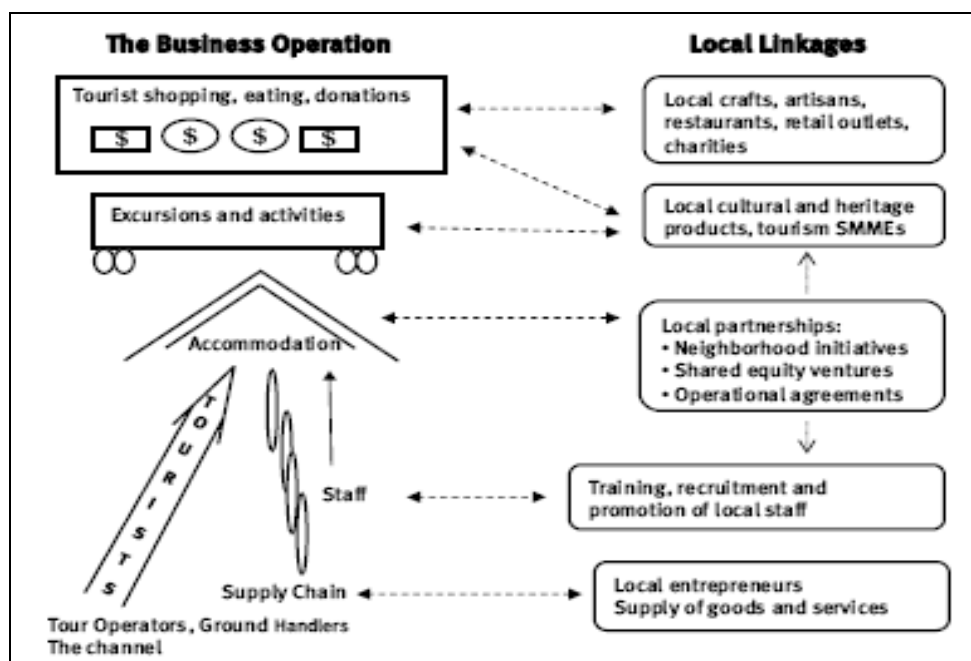 The Business Operation
Local Linkages
Tourist shopping, eating, donations
$ $ $ $
Local crafts, artisans,
restaurants, retail outlets,
charities
Excursions and activities
Local cultural and heritage
products, tourism SMMEs
Accommodation
Local partnerships:
• Neighborhood initiatives
• Shared equity ventures
• Operational agreements
TOURISTS
Staff
Training, recruitment and
promotion of local staff
Supply Chain
Local entrepreneurs
Supply of goods and services
Tour Operators, Ground Handlers
The channel